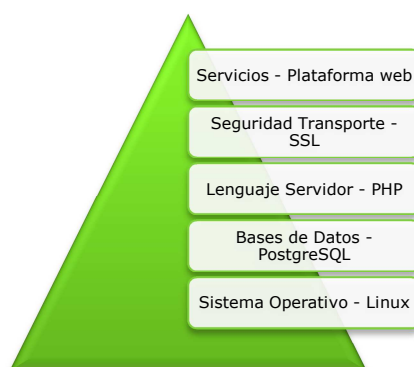 Servicios - Plataforma web
Seguridad Transporte -
SSL
Lenguaje Servidor - PHP
Bases de Datos -
PostgreSQL
Sistema Operativo - Linux